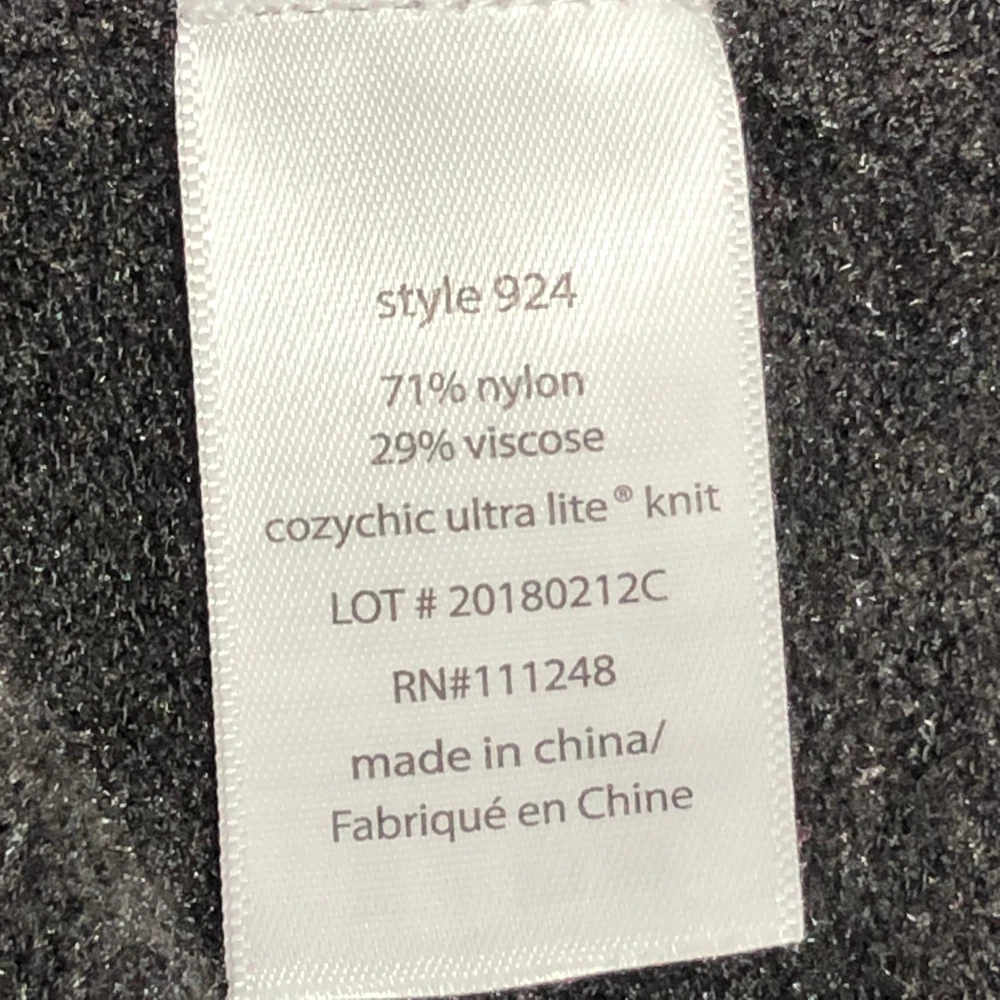 style 924
71% nylon
29% viscose
cozychic ultra lite® knit
LOT # 20180212C
RN#111248
made in china/
Fabriqué en Chine